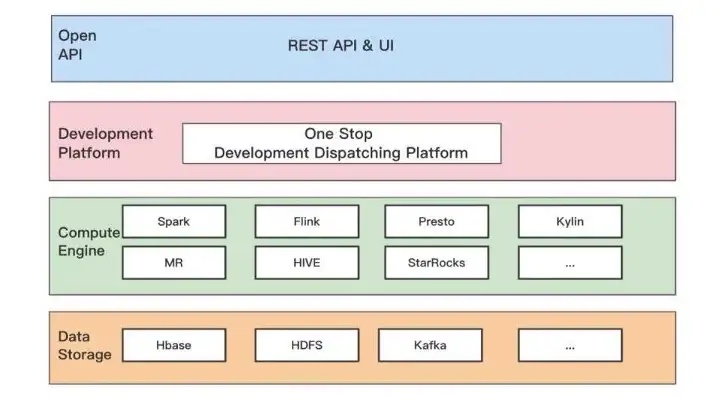 Open
API
REST API & UI
Development
Platform
One Stop
Development Dispatching Platform
Compute
Engine
Spark
Flink
Presto
Kylin
MR
HIVE
StarRocks
...
Data
Storage
Hbase
HDFS
Kafka
...